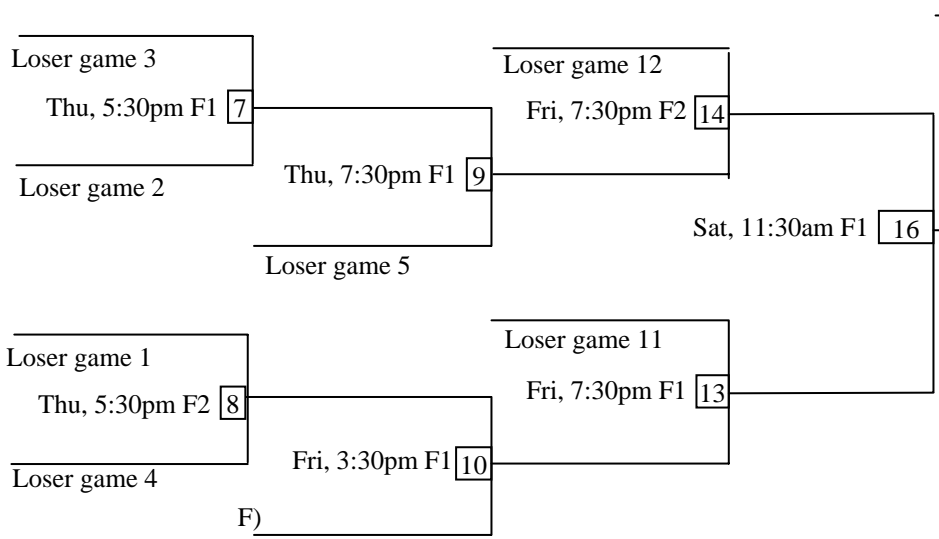 Loser game 3
Loser game 12
Thu, 5:30pm F1 7
Fri, 7:30pm F2 14
Loser game 2
Thu, 7:30pm F1 9
Sat, 11:30am F1 16
Loser game 5
Loser game 1
Loser game 11
Thu, 5:30pm F2 8
Fri, 7:30pm F1 13
Loser game 4
Fri, 3:30pm F1 10
F)